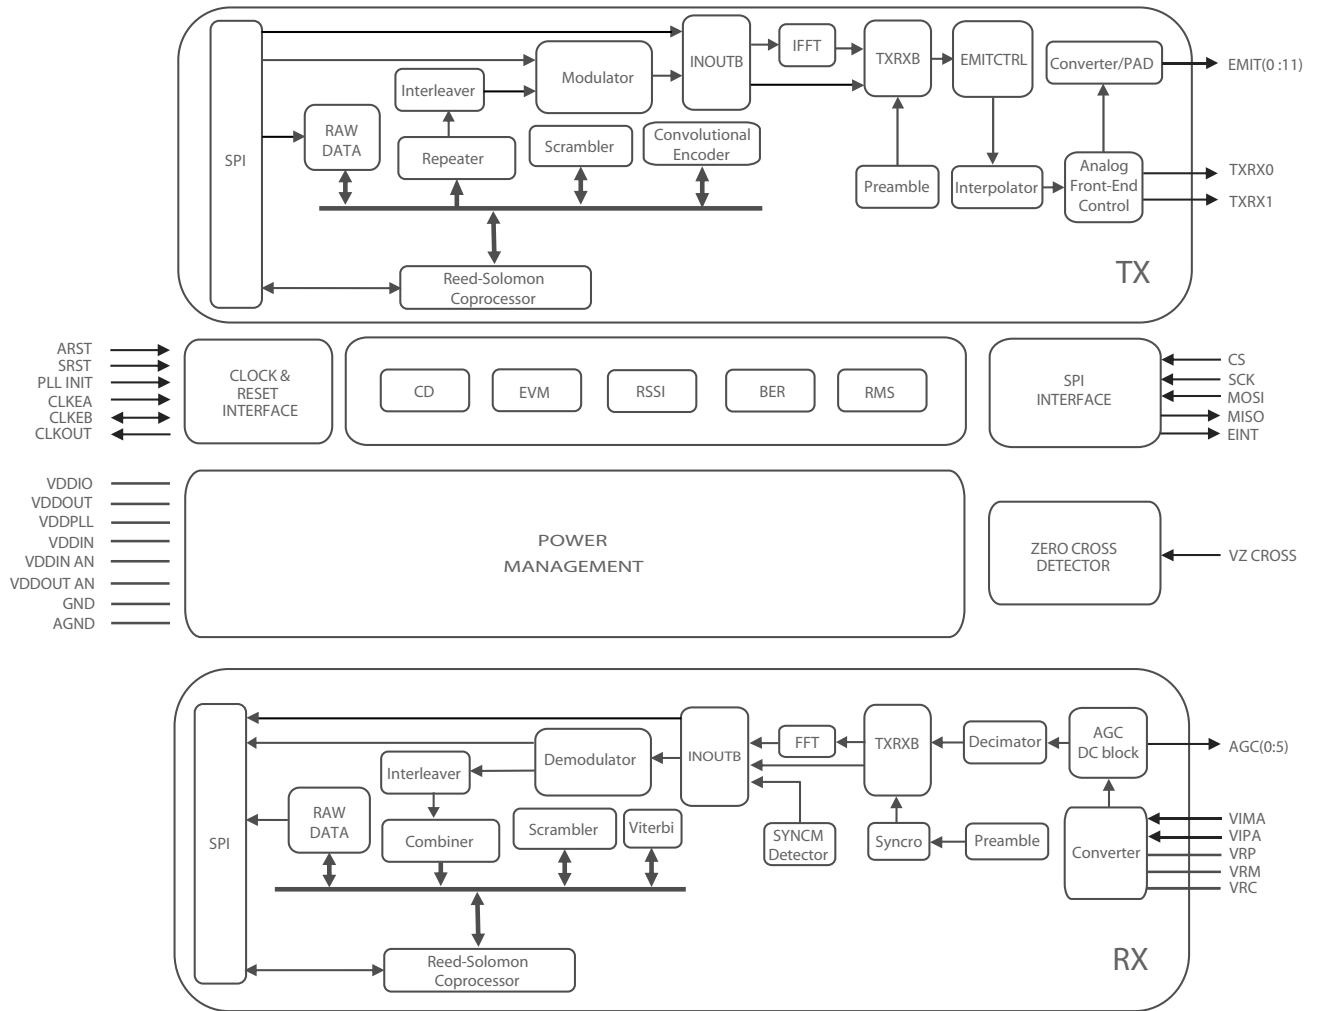 SPI
RAW
DATA
Interleaver
Repeater
Modulator
Scrambler
Convolutional
Encoder
INOUTB
IFFT
TXRXB
EMITCTRL
Converter/PAD
EMIT(0 :11)
Preamble
Interpolator
Analog
Front-End
Control
TXRX0
TXRX1
Reed-Solomon
Coprocessor
TX
ARST
SRST
PLL INIT
CLKEA
CLKEB
CLKOUT
CLOCK &
RESET
INTERFACE
CD
EVM
RSSI
BER
RMS
SPI
INTERFACE
CS
SCK
MOSI
MISO
EINT
VDDIO
VDDOUT
VDDPLL
VDDIN
VDDIN AN
VDDOUT AN
GND
AGND
POWER
MANAGEMENT
ZERO CROSS
DETECTOR
VZ CROSS
SPI
RAW
DATA
Interleaver
Combiner
Demodulator
Scrambler
Viterbi
INOUTB
FFT
TXRXB
Decimator
AGC
DC block
AGC(0:5)
SYNCM
Detector
Syncro
Preamble
Converter
VIMA
VIPA
VRP
VRM
VRC
Reed-Solomon
Coprocessor
RX